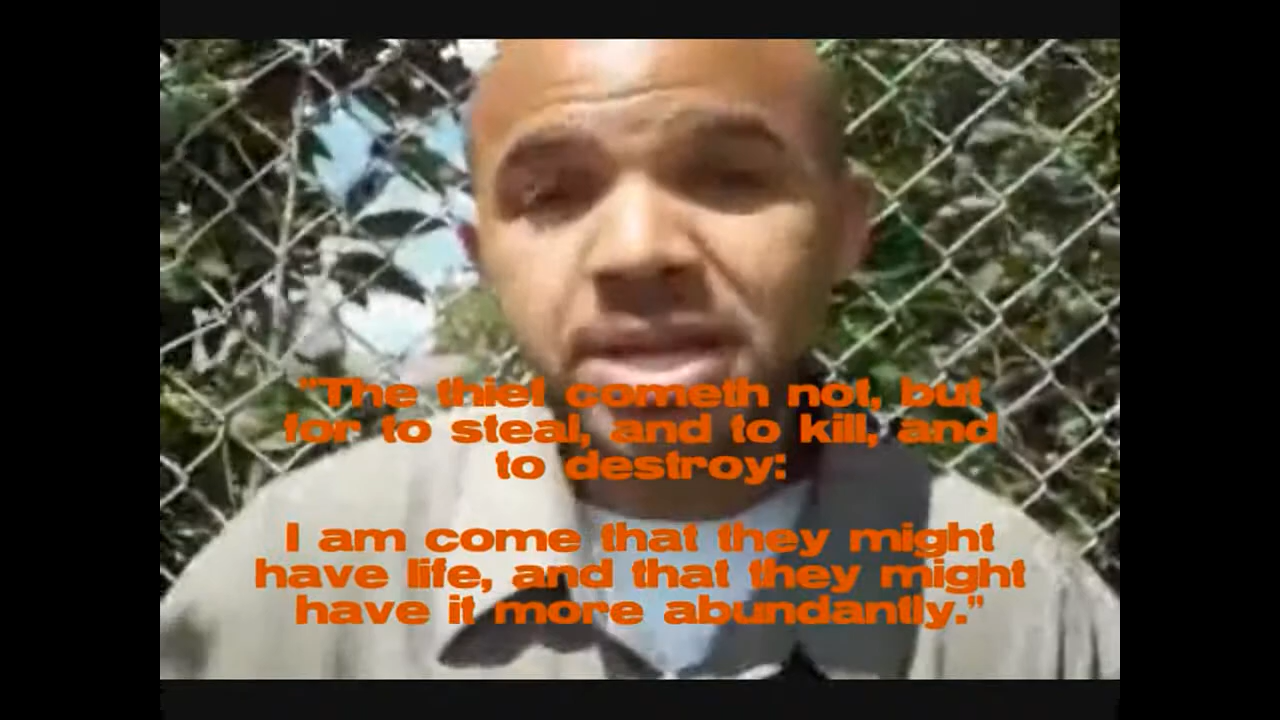 "The thief cometh not, but
for to steal, and to kill, and
to destroy:
I am come that they might
have life, and that they might
have it more abundantly."